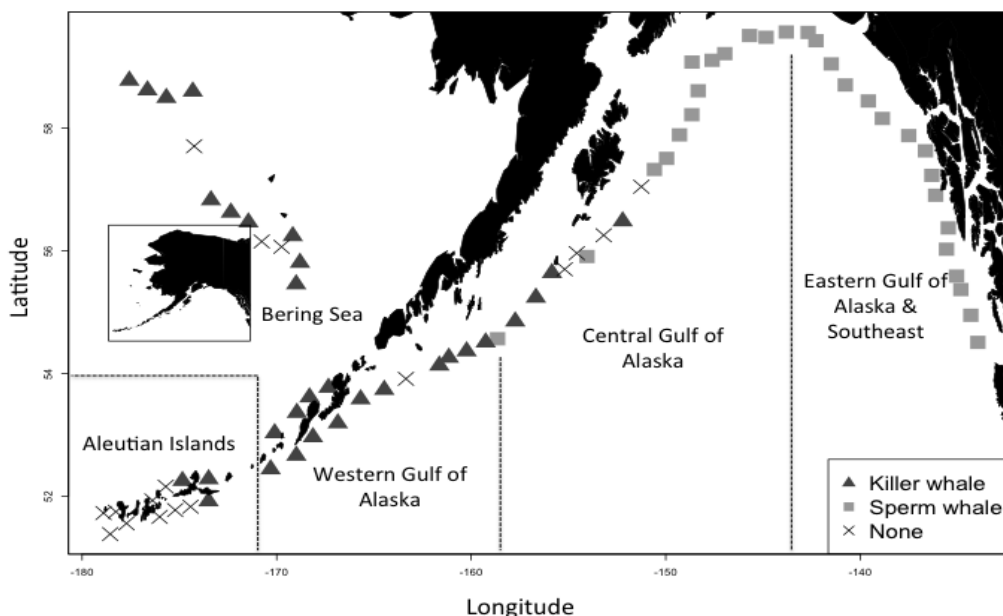 Latitude
58
56
54
52
Bering Sea
Eastern Gulf of
Alaska &
Southeast
Central Gulf of
Alaska
Aleutian Islands
Western Gulf of
Alaska
Killer whale
Sperm whale
None
-180
-170
-160
-150
-140
Longitude